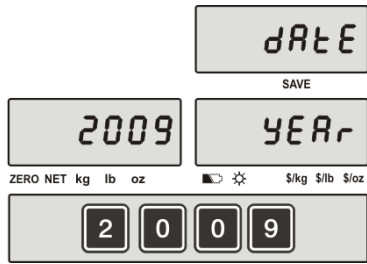 dAtE
SAVE
2009 YEAr
ZERO NET kg lb oz $/kg $/lb $/oz
2 0 0 9